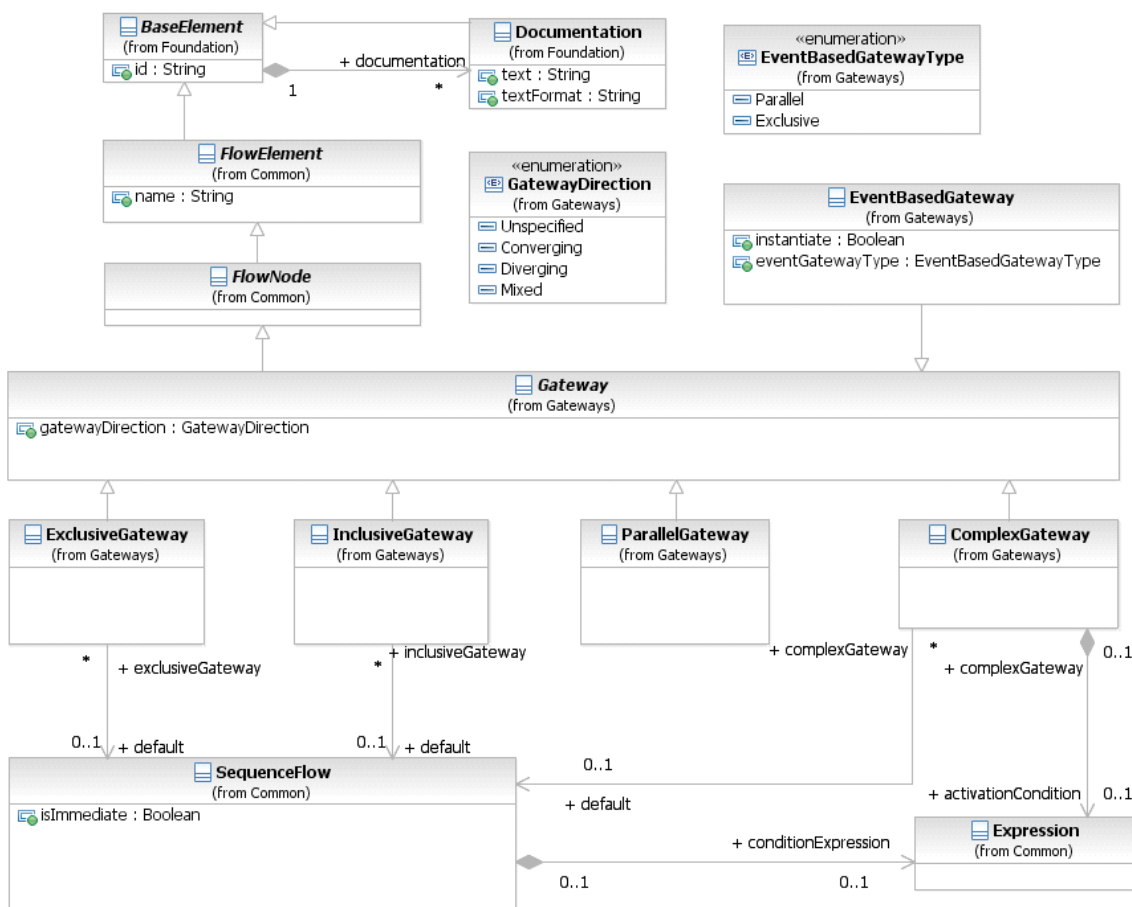 BaseElement
(from Foundation)
id : String
+ documentation
1
*
Documentation
(from Foundation)
text : String
textFormat : String
«enumeration»
EventBasedGatewayType
(from Gateways)
Parallel
Exclusive
FlowElement
(from Common)
name : String
«enumeration»
GatewayDirection
(from Gateways)
Unspecified
Converging
Diverging
Mixed
EventBasedGateway
(from Gateways)
instantiate : Boolean
eventGatewayType : EventBasedGatewayType
FlowNode
(from Common)
Gateway
(from Gateways)
gatewayDirection : GatewayDirection
ExclusiveGateway
(from Gateways)
InclusiveGateway
(from Gateways)
ParallelGateway
(from Gateways)
ComplexGateway
(from Gateways)
*
+ exclusiveGateway
0..1
+ default
+ inclusiveGateway
*
0..1
+ default
+ complexGateway
*
0..1
+ default
+ complexGateway
0..1
+ activationCondition
0..1
SequenceFlow
(from Common)
isImmediate : Boolean
+ conditionExpression
0..1
0..1
Expression
(from Common)